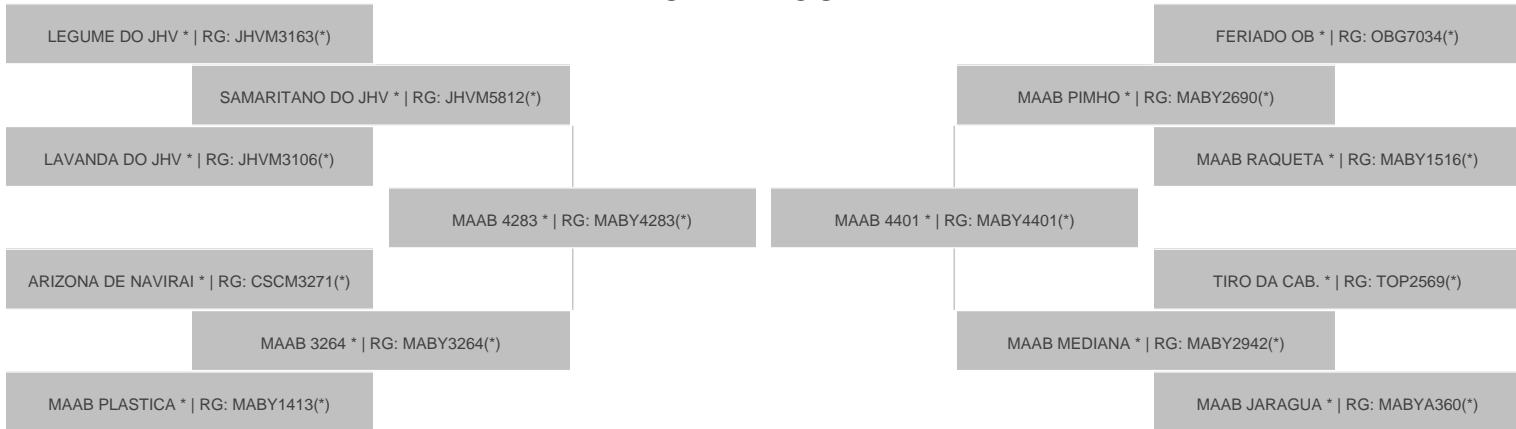 LEGUME DO JHV * | RG: JHVM3163(*)
FERIADO OB * | RG: OBG7034(*)
SAMARITANO DO JHV * | RG: JHVM5812(*)
MAAB PIMHO * | RG: MABY2690(*)
LAVANDA DO JHV * | RG: JHVM3106(*)
MAAB RAQUETA * | RG: MABY1516(*)
MAAB 4283 * | RG: MABY4283(*)
MAAB 4401 * | RG: MABY4401(*)
ARIZONA DE NAVIRAI * | RG: CSCM3271(*)
TIRO DA CAB. * | RG: TOP2569(*)
MAAB 3264 * | RG: MABY3264(*)
MAAB MEDIANA * | RG: MABY2942(*)
MAAB PLASTICA * | RG: MABY1413(*)
MAAB JARAGUA * | RG: MABYA360(*)